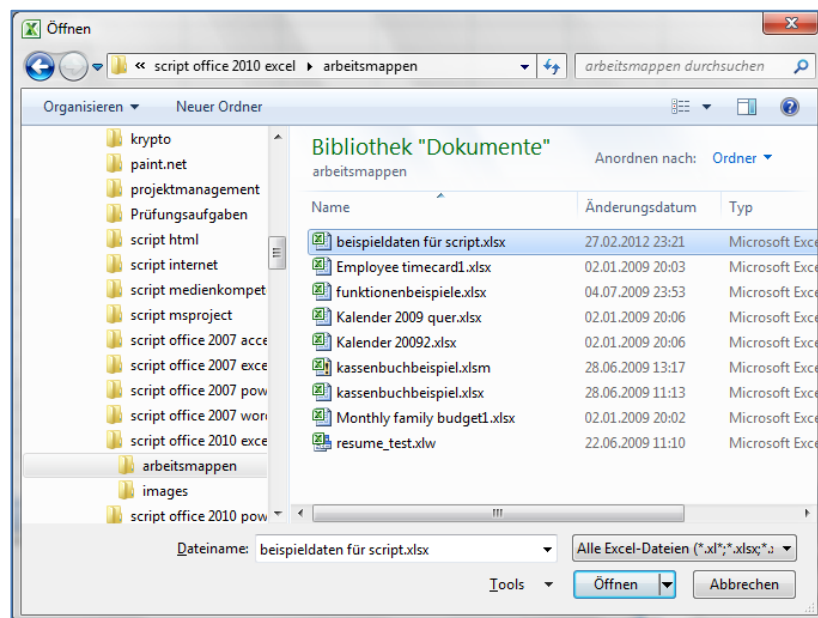 Öffnen
« script office 2010 excel ▸ arbeitsmappen
arbeitsmappen durchsuchen
Organisieren Neuer Ordner
krypto
paint.net
projektmanagement
Prüfungsaufgaben
script html
script internet
script medienkompet
script msproject
script office 2007 acce
script office 2007 exce
script office 2007 pow
script office 2007 wor
script office 2010 exce
arbeitsmappen
images
script office 2010 pow
Bibliothek "Dokumente"
arbeitsmappen
Anordnen nach: Ordner
Name Änderungsdatum Typ
beispieldaten für script.xlsx 27.02.2012 23:21 Microsoft Exce
Employee timecard1.xlsx 02.01.2009 20:03 Microsoft Exce
funktionenbeispiele.xlsx 04.07.2009 23:53 Microsoft Exce
Kalender 2009 quer.xlsx 02.01.2009 20:06 Microsoft Exce
Kalender 20092.xlsx 02.01.2009 20:06 Microsoft Exce
kassenbuchbeispiel.xlsm 28.06.2009 13:17 Microsoft Exce
kassenbuchbeispiel.xlsx 28.06.2009 11:13 Microsoft Exce
Monthly family budget1.xlsx 02.01.2009 20:02 Microsoft Exce
resume_test.xlw 22.06.2009 11:10 Microsoft Exce
Dateiname: beispieldaten für script.xlsx
Alle Excel-Dateien (*.xl*;*.xlsx;*.
Tools Öffnen Abbrechen